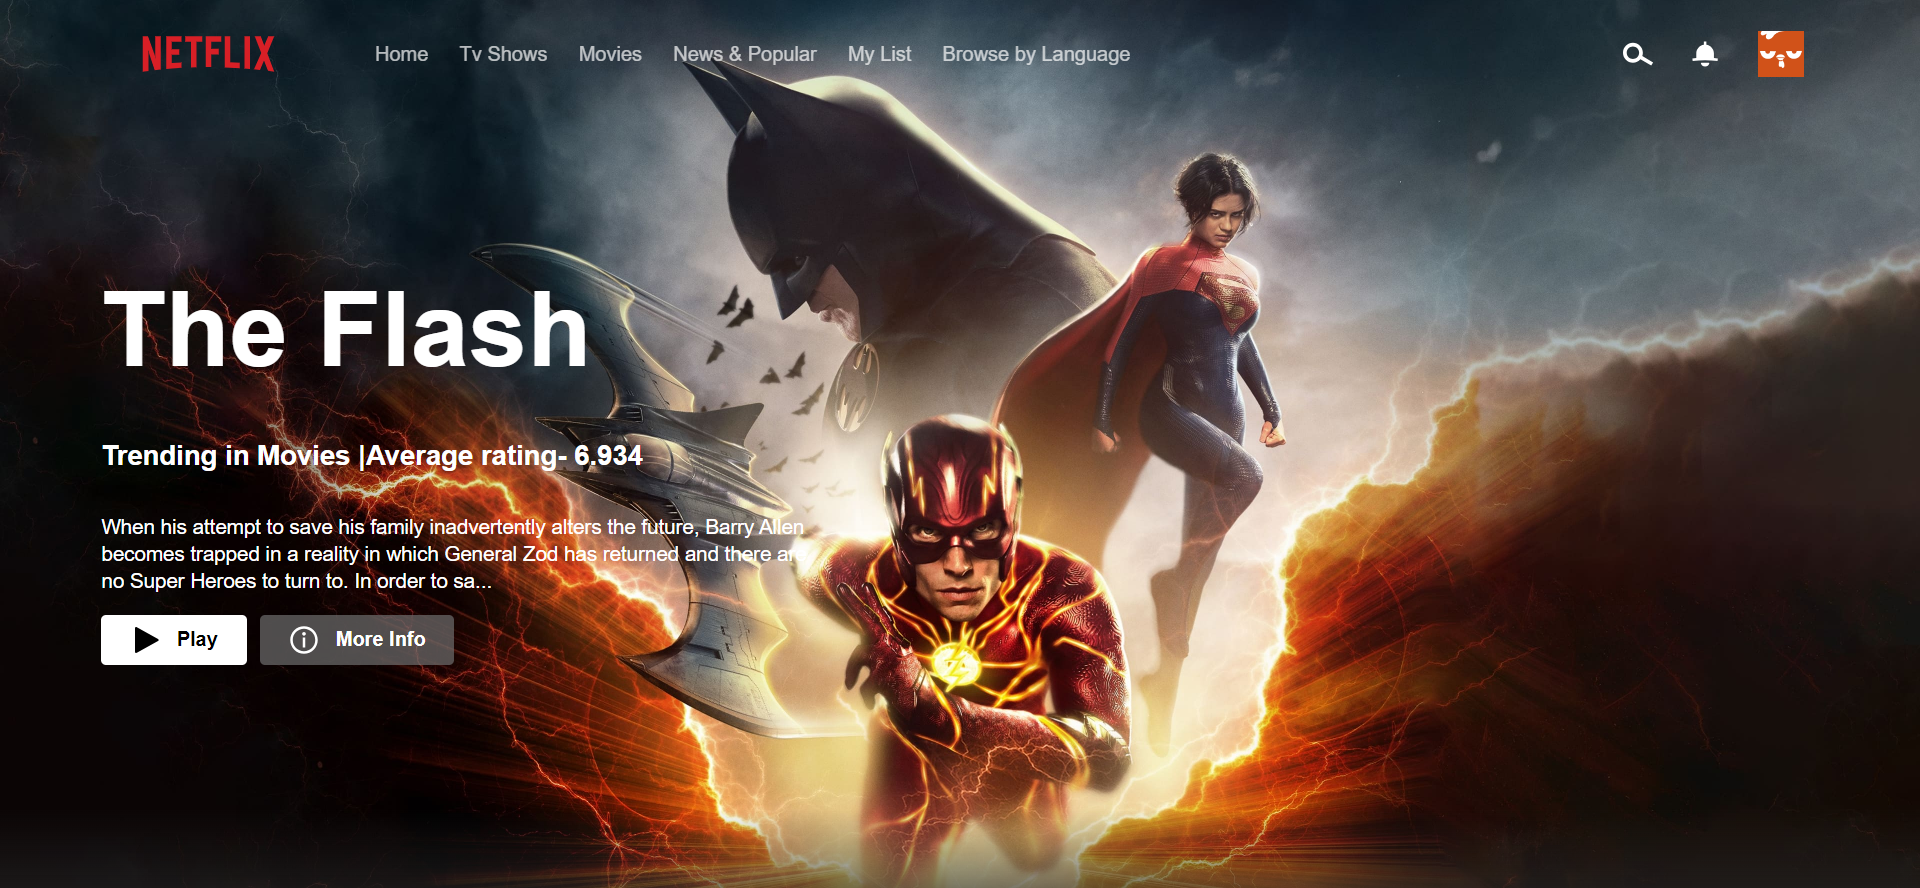 NETFLIX
Home Tv Shows Movies News & Popular My List Browse by Language
The Flash
Trending in Movies |Average rating- 6.934
When his attempt to save his family inadvertently alters the future, Barry Allen
becomes trapped in a reality in which General Zod has returned and there are
no Super Heroes to turn to. In order to sa...
Play More Info